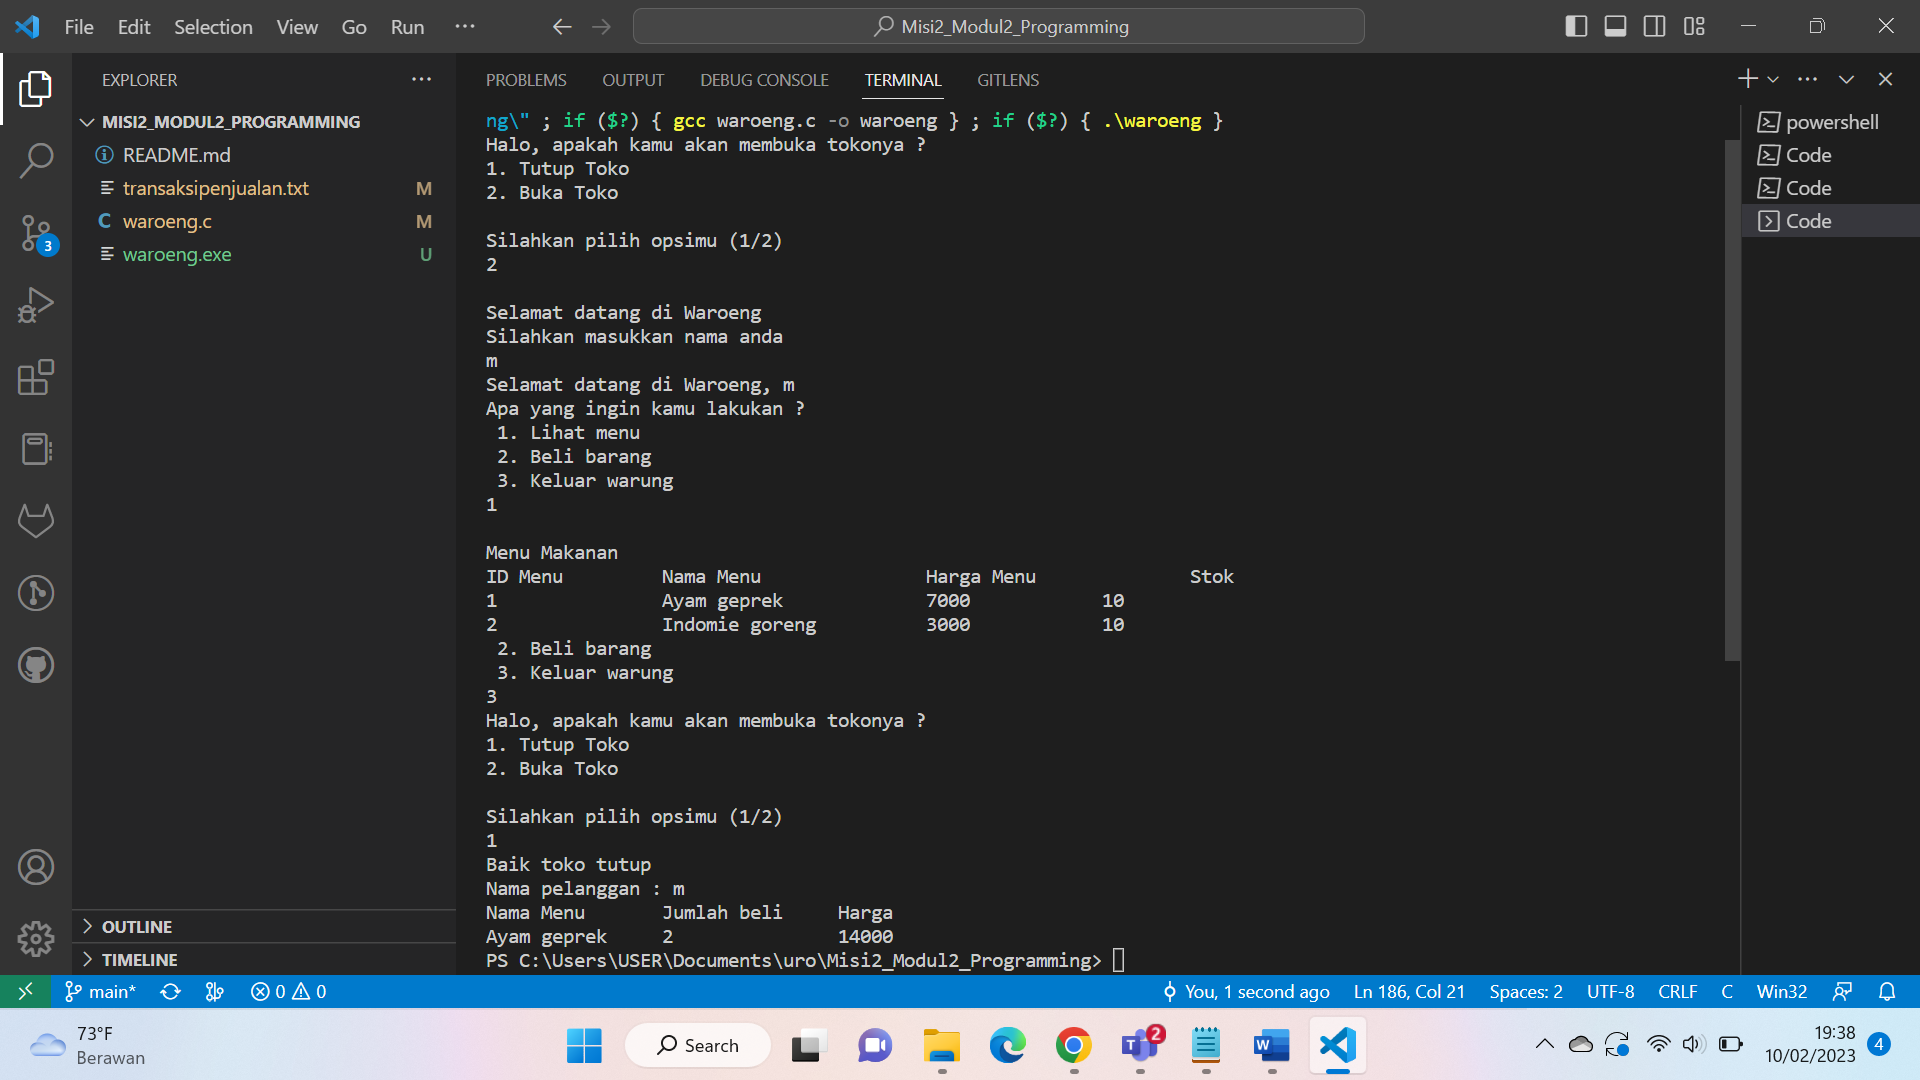 File Edit Selection View Go Run ···
Misi2_Modul2_Programming
EXPLORER
MISI2_MODUL2_PROGRAMMING
README.md
transaksipenjualan.txt M
C waroeng.c M
waroeng.exe U
3
OUTLINE
TIMELINE
PROBLEMS OUTPUT DEBUG CONSOLE TERMINAL GITLENS
ng\" ; if ($?) { gcc waroeng.c -o waroeng } ; if ($?) { .\waroeng }
Halo, apakah kamu akan membuka tokonya ?
1. Tutup Toko
2. Buka Toko
Silahkan pilih opsimu (1/2)
2
Selamat datang di Waroeng
Silahkan masukkan nama anda
m
Selamat datang di Waroeng, m
Apa yang ingin kamu lakukan ?
1. Lihat menu
2. Beli barang
3. Keluar warung
1
Menu Makanan
ID Menu Nama Menu Harga Menu Stok
1 Ayam geprek 7000 10
2 Indomie goreng 3000 10
2. Beli barang
3. Keluar warung
3
Halo, apakah kamu akan membuka tokonya ?
1. Tutup Toko
2. Buka Toko
Silahkan pilih opsimu (1/2)
1
Baik toko tutup
Nama pelanggan : m
Nama Menu Jumlah beli Harga
Ayam geprek 2 14000
PS C:\Users\USER\Documents\uro\Misi2_Modul2_Programming>
powershell
Code
Code
Code
main* 0 0
You, 1 second ago Ln 186, Col 21 Spaces: 2 UTF-8 CRLF C Win32
73°F
Berawan
Search
T 2
W
19:38
10/02/2023
4